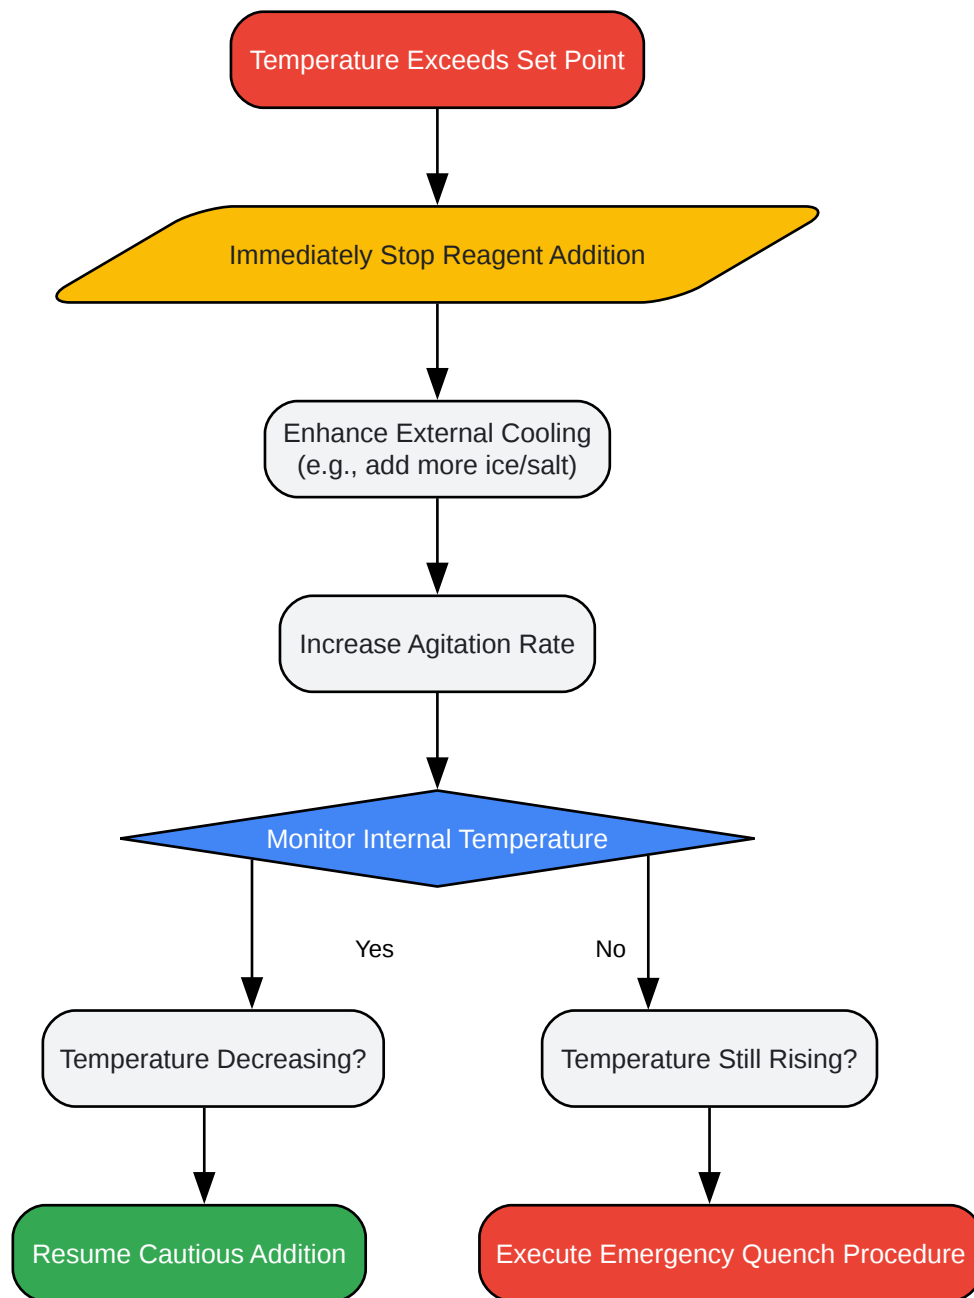 Temperature Exceeds Set Point
Immediately Stop Reagent Addition
Enhance External Cooling
(e.g., add more ice/salt)
Increase Agitation Rate
Monitor Internal Temperature
Yes
No
Temperature Decreasing?
Temperature Still Rising?
Resume Cautious Addition
Execute Emergency Quench Procedure